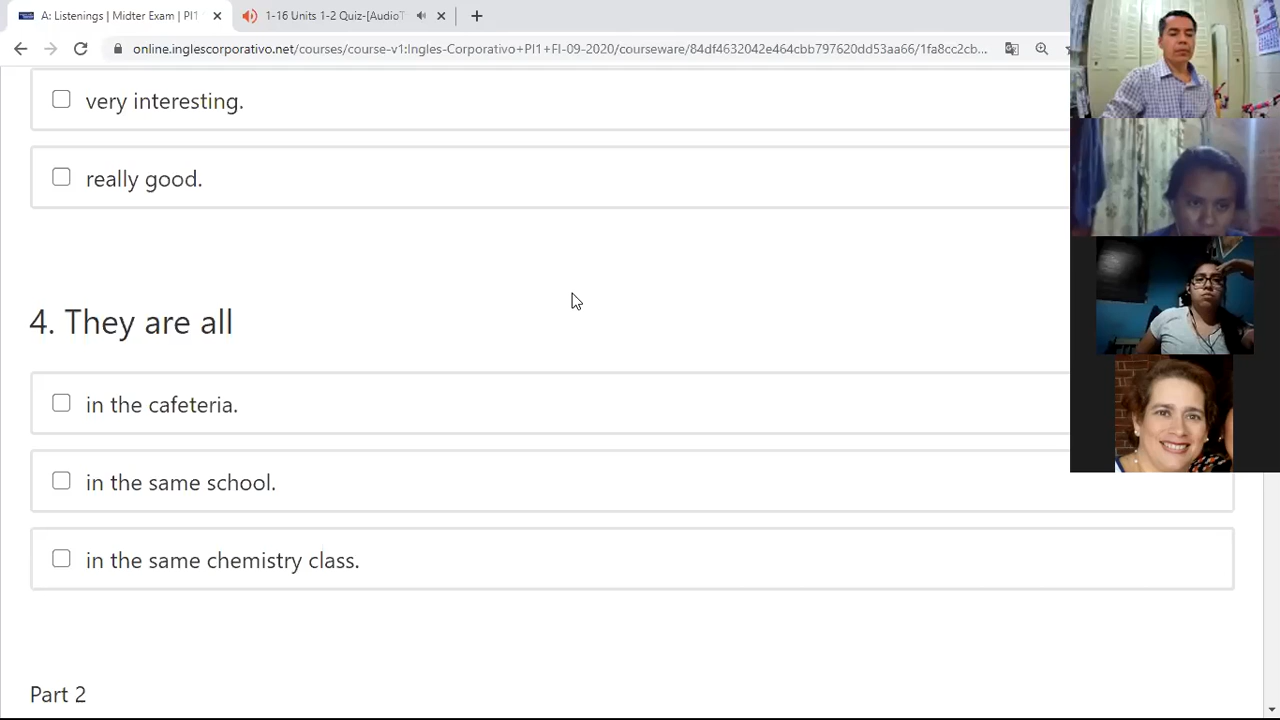 A: Listenings | Midter Exam | PI1
1-16 Units 1-2 Quiz-[AudioT
online.inglescorporativo.net/courses/course-v1:Ingles-Corporativo+PI1+FI-09-2020/courseware/84df4632042e464cbb797620dd53aa66/1fa8cc2cb...
very interesting.
really good.
4. They are all
in the cafeteria.
in the same school.
in the same chemistry class.
Part 2